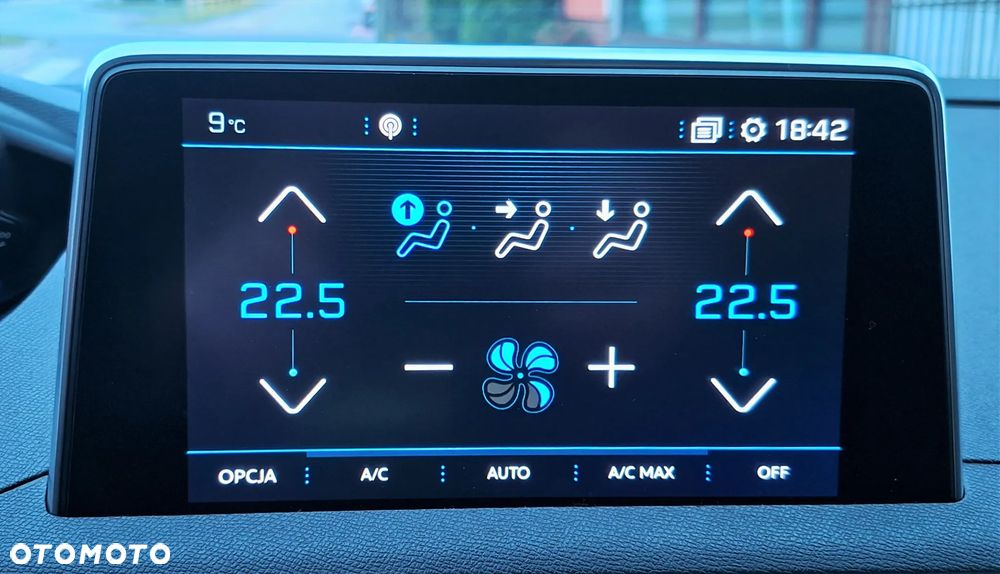 9°C 18:42
22.5 22.5
OPCJA A/C AUTO A/C MAX OFF
OTOMOTO